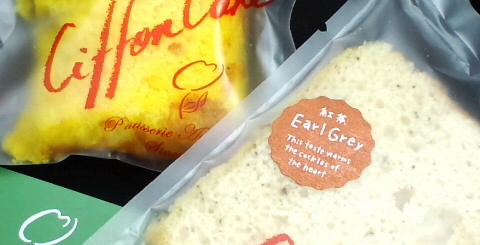 Ciffon Cake
Patisserie
紅茶
Earl Grey
This taste warms
the cockles of
the heart.